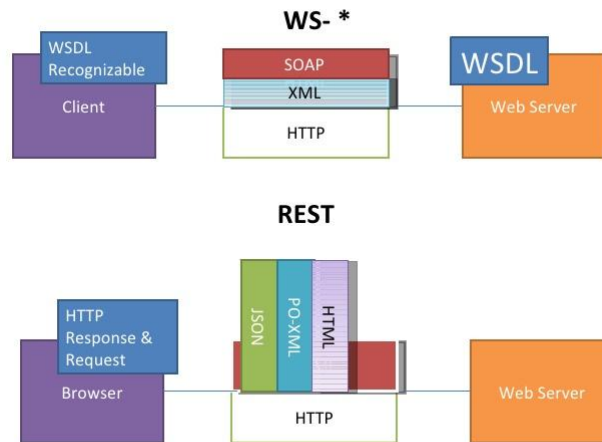 WS- *
WSDL
Recognizable
Client
SOAP
XML
HTTP
WSDL
Web Server
REST
HTTP
Response &
Request
Browser
JSON
PO-XML
HTML
HTTP
Web Server